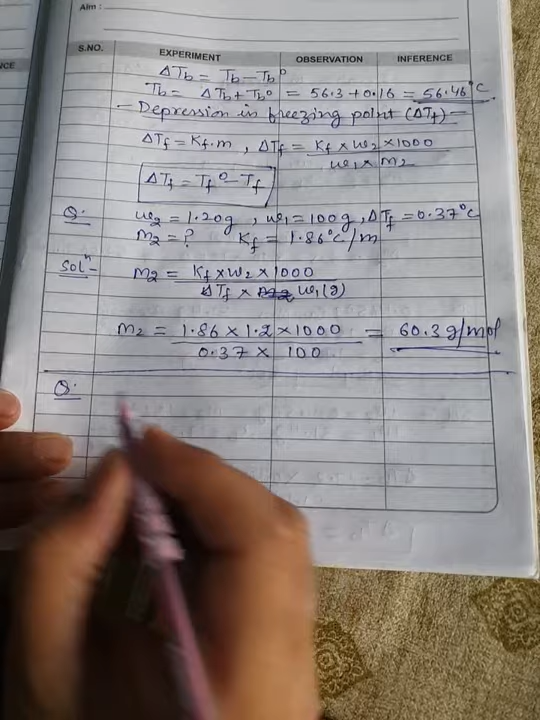 Aim :
S.NO. EXPERIMENT OBSERVATION INFERENCE
NCE
ΔTb = Tb - Tb°
Tb = ΔTb + Tb° = 56.3 + 0.16 = 56.46°C
- Depression in freezing point (ΔTf) -
ΔTf = Kf.m , ΔTf = Kf × w2 × 1000 / w1 × M2
ΔTf = Tf° - Tf
Q. w2 = 1.20g , w1 = 100g , ΔTf = 0.37°C
M2 = ? Kf = 1.86°C/m
Solⁿ- M2 = Kf × w2 × 1000 / ΔTf × w1(g)
M2 = 1.86 × 1.2 × 1000 / 0.37 × 100 = 60.3 g/mol
Q.